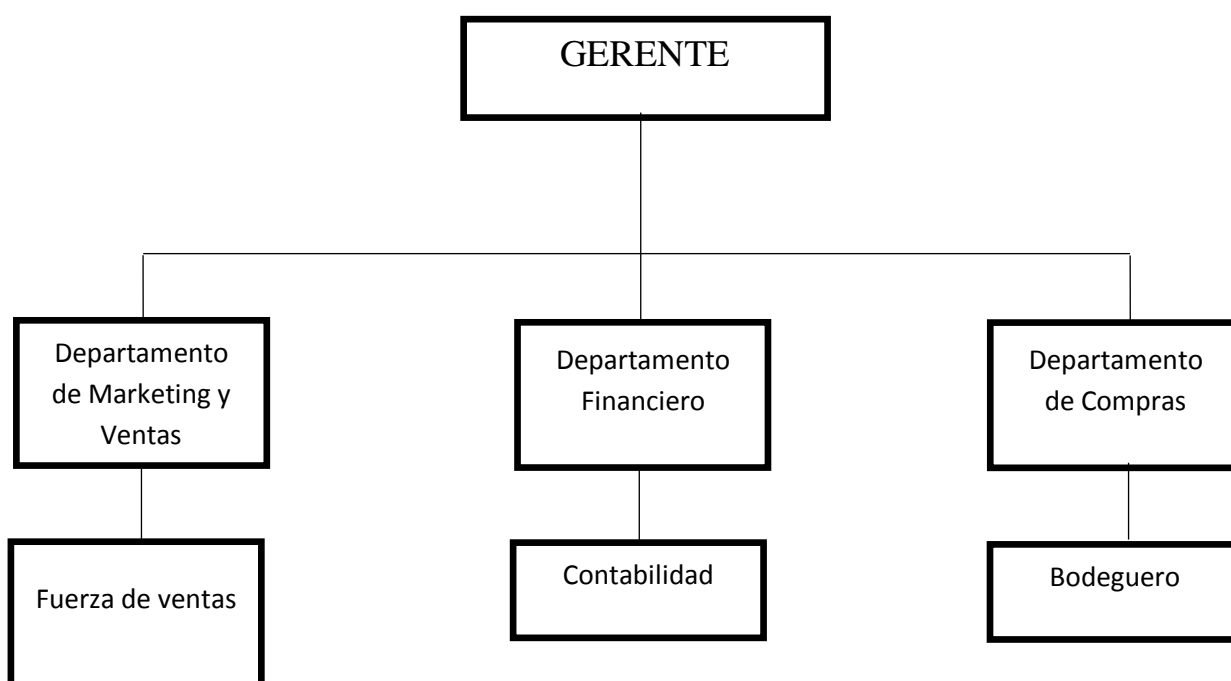 GERENTE
Departamento
de Marketing y
Ventas
Departamento
Financiero
Departamento
de Compras
Fuerza de ventas
Contabilidad
Bodeguero